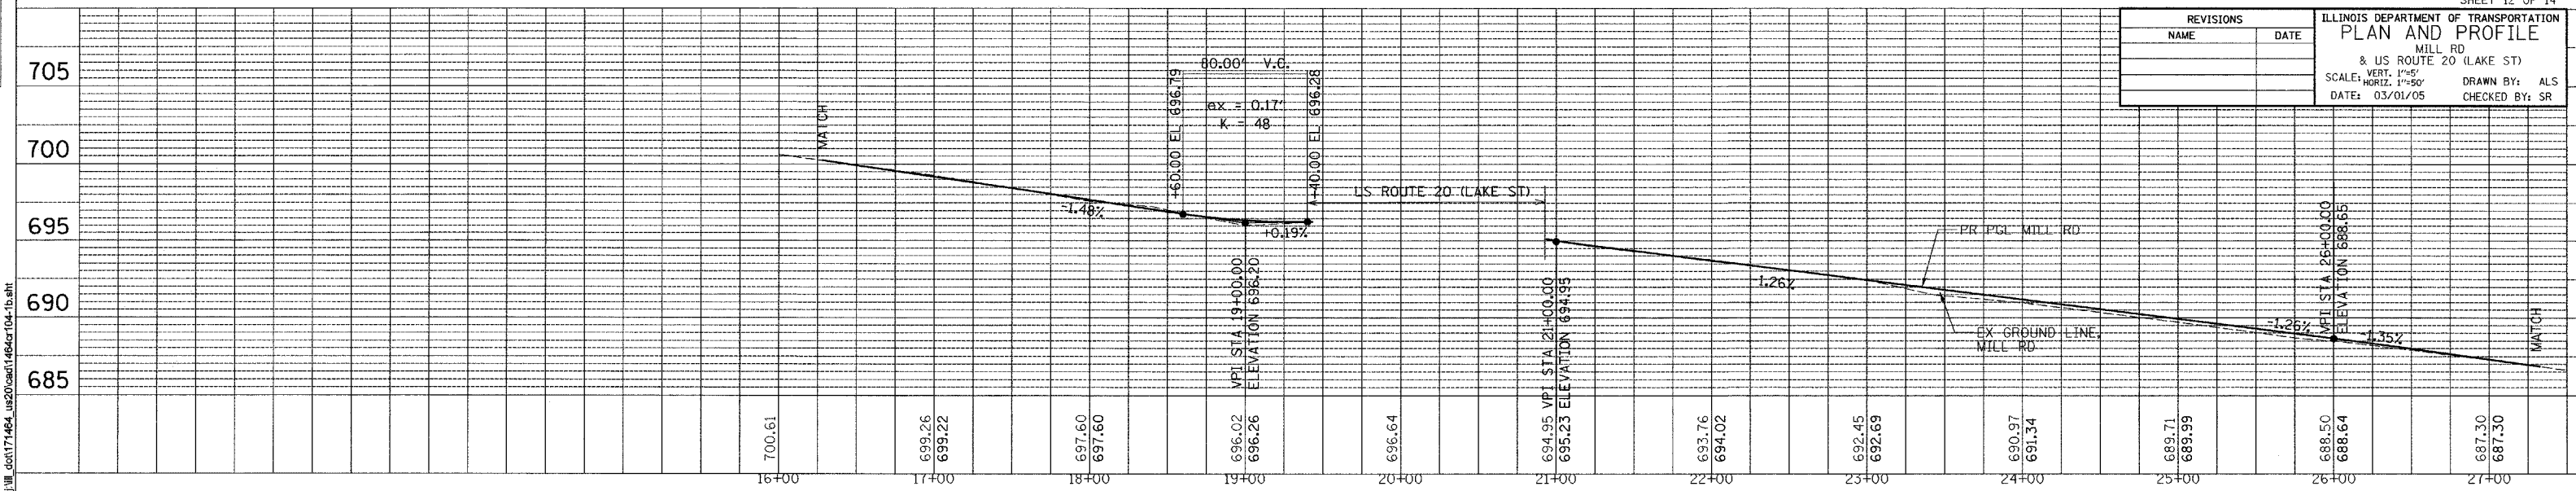 SHEET 12 OF 14
REVISIONS
NAME DATE
ILLINOIS DEPARTMENT OF TRANSPORTATION
PLAN AND PROFILE
MILL RD
& US ROUTE 20 (LAKE ST)
SCALE: VERT. 1"=5'
HORIZ. 1"=50'
DRAWN BY: ALS
DATE: 03/01/05
CHECKED BY: SR
705
700
695
690
685
MATCH
-1.48%
+60.00 EL 696.79
80.00' V.C.
ex = 0.17'
K = 48
+40.00 EL 696.28
+0.19%
VPI STA 19+00.00
ELEVATION 696.20
US ROUTE 20 (LAKE ST)
VPI STA 21+00.00
ELEVATION 694.95
1.26%
PR PGL MILL RD
EX GROUND LINE,
MILL RD
-1.26%
VPI STA 26+00.00
ELEVATION 688.65
-1.35%
MATCH
700.61
699.26
699.22
697.60
697.60
696.02
696.26
696.64
694.95
695.23
693.76
694.02
692.45
692.69
690.97
691.34
689.71
689.99
688.50
688.64
687.30
687.30
16+00
17+00
18+00
19+00
20+00
21+00
22+00
23+00
24+00
25+00
26+00
27+00